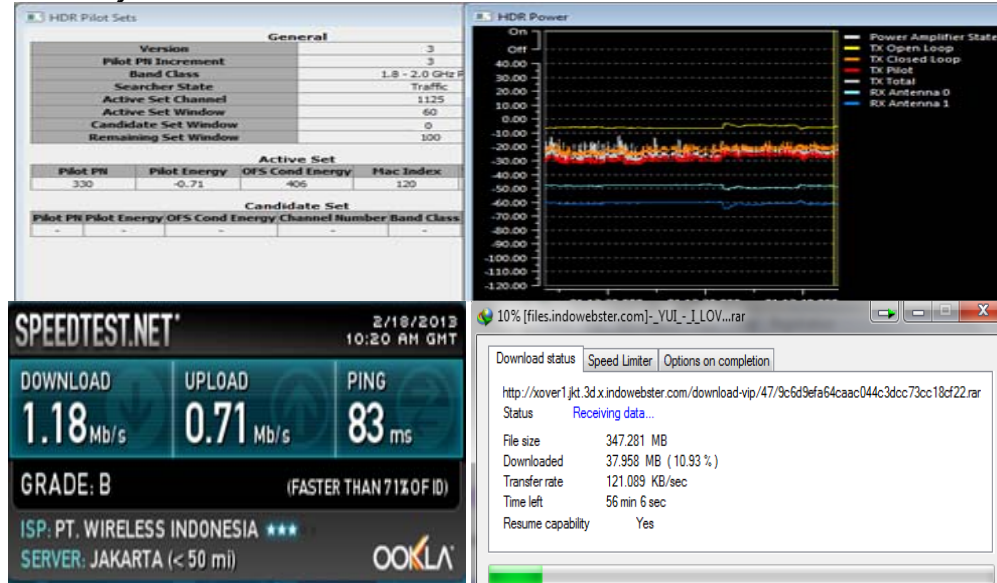 HDR Pilot Sets
General
Version 3
Pilot PN Increment 3
Band Class 1.8 - 2.0 GHz P
Searcher State Traffic
Active Set Channel 1125
Active Set Window 60
Candidate Set Window 0
Remaining Set Window 100
Active Set
Pilot PN Pilot Energy OFS Cond Energy Mac Index
330 -0.71 406 120
Candidate Set
Pilot PN Pilot Energy OFS Cond Energy Channel Number Band Class
- - - - -
HDR Power
On
Off
40.00
30.00
20.00
10.00
0.00
-10.00
-20.00
-30.00
-40.00
-50.00
-60.00
-70.00
-80.00
-90.00
-100.00
-110.00
-120.00
Power Amplifier State
TX Open Loop
TX Closed Loop
TX Pilot
TX Total
RX Antenna 0
RX Antenna 1
SPEEDTEST.NET
2/18/2013
10:20 AM GMT
DOWNLOAD UPLOAD PING
1.18 Mb/s 0.71 Mb/s 83 ms
GRADE: B (FASTER THAN 71% OF ID)
ISP: PT. WIRELESS INDONESIA ★★★
SERVER: JAKARTA (< 50 mi)
OOKLA
10% [files.indowebster.com]-_YUI_-_I_LOV...rar
Download status Speed Limiter Options on completion
http://xover1.jkt.3d.x.indowebster.com/download-vip/47/9c6d9efa64caac044c3dcc73cc18cf22.rar
Status Receiving data...
File size 347.281 MB
Downloaded 37.958 MB ( 10.93 % )
Transfer rate 121.089 KB/sec
Time left 56 min 6 sec
Resume capability Yes